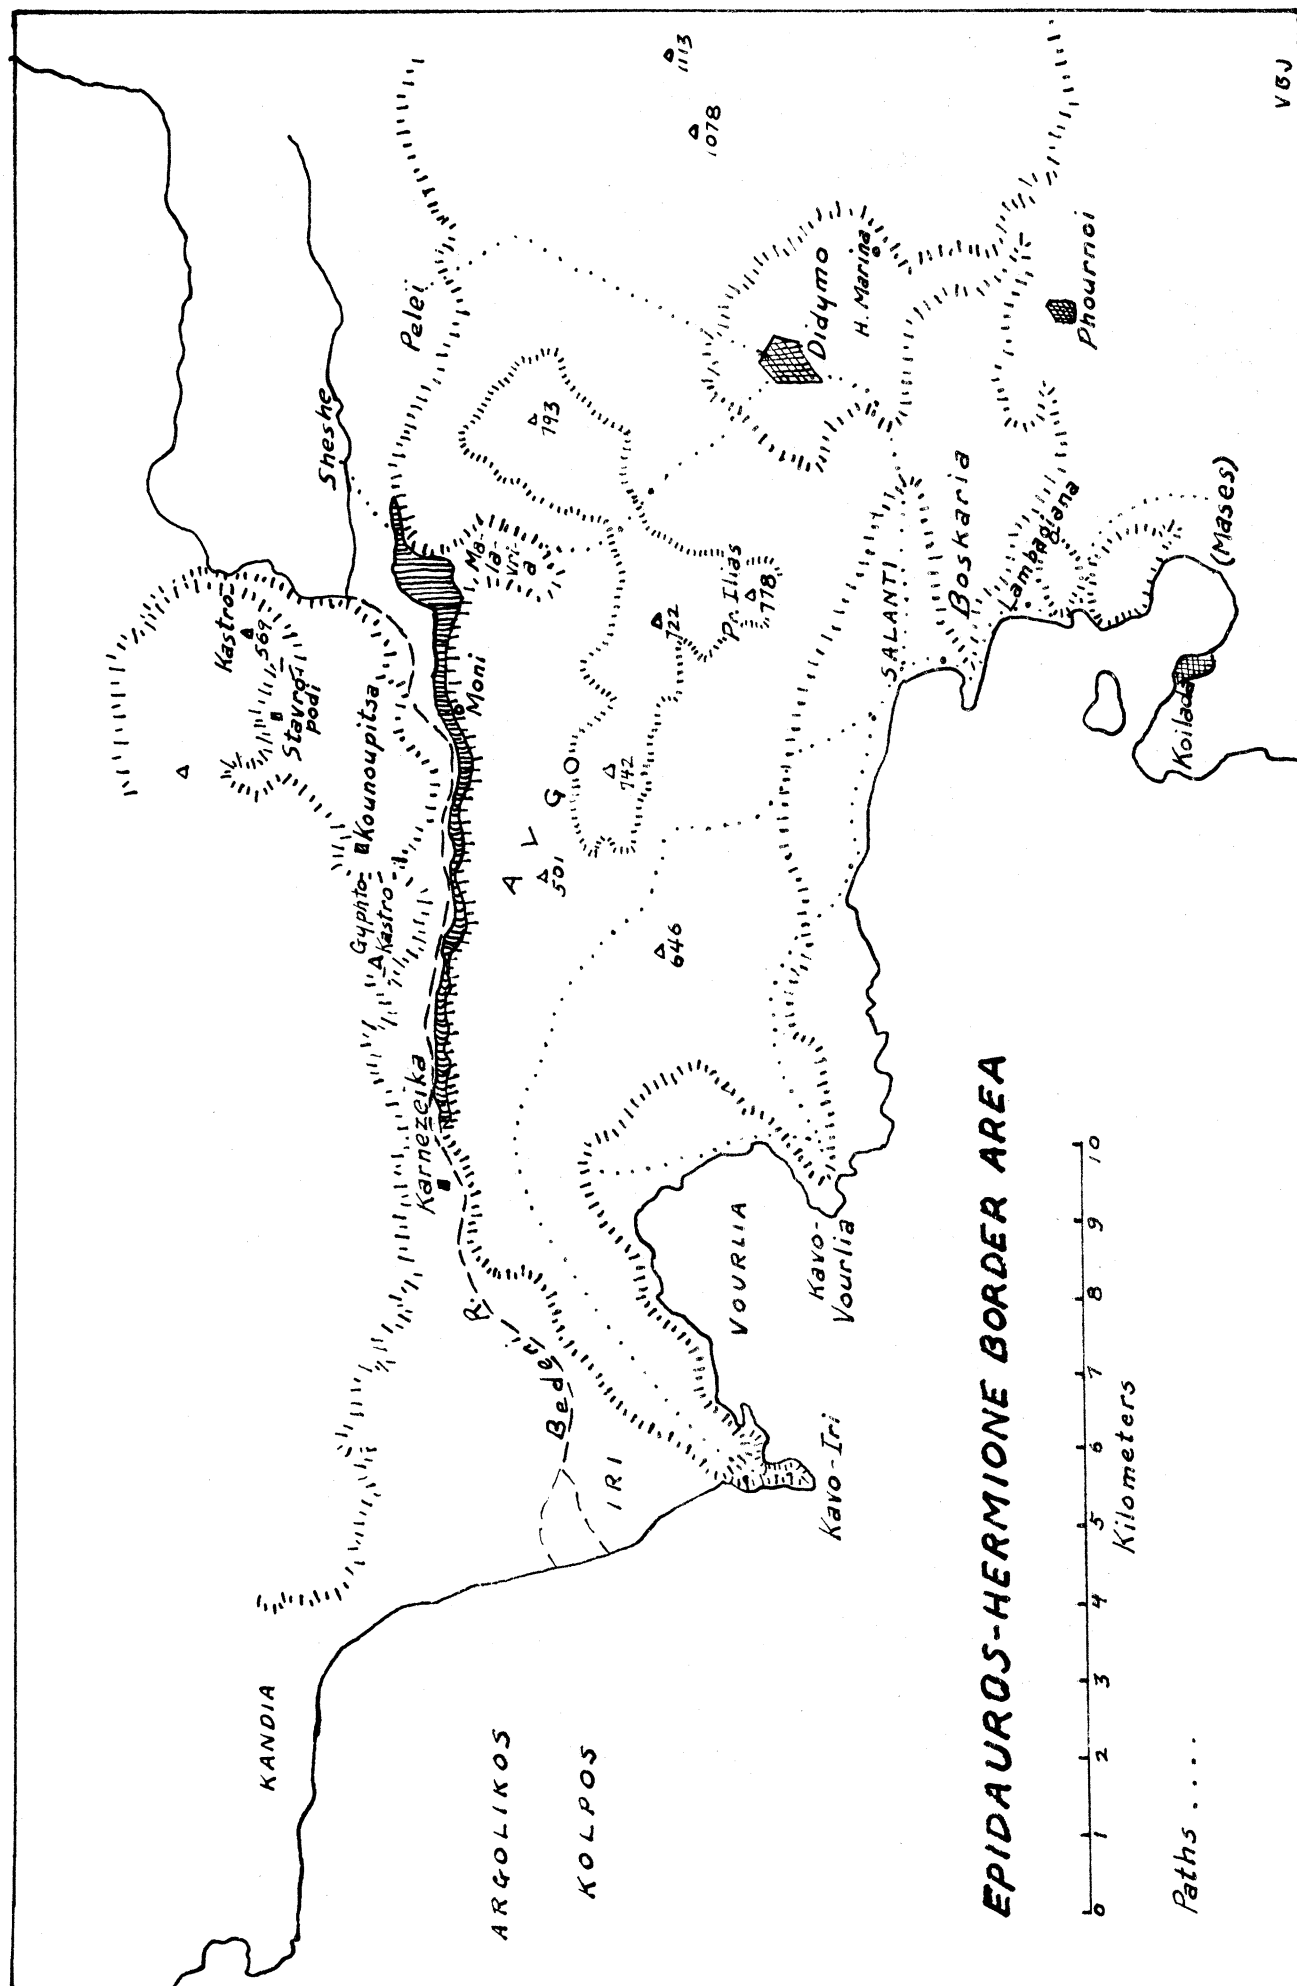 KANDIA
ARGOLIKOS
KOLPOS
IRI
R. Bedeni
Karnezeika
Gyphto-
Kastro
Kounoupitsa
Stavro-
podi
Kastro
569
Sheshe
Pelei
Moni
Ma-
la-
vri-
a
AVLGO
501
742
722
Pr. Ilias
778
793
646
1113
1078
Didymo
H. Marina
Phournoi
SALANTI
Boskaria
Lambagiana
(Mases)
Koilada
VOURLIA
Kavo-
Vourlia
Kavo-Iri
EPIDAUROS-HERMIONE BORDER AREA
0 1 2 3 4 5 6 7 8 9 10
Kilometers
Paths ....
VBJ